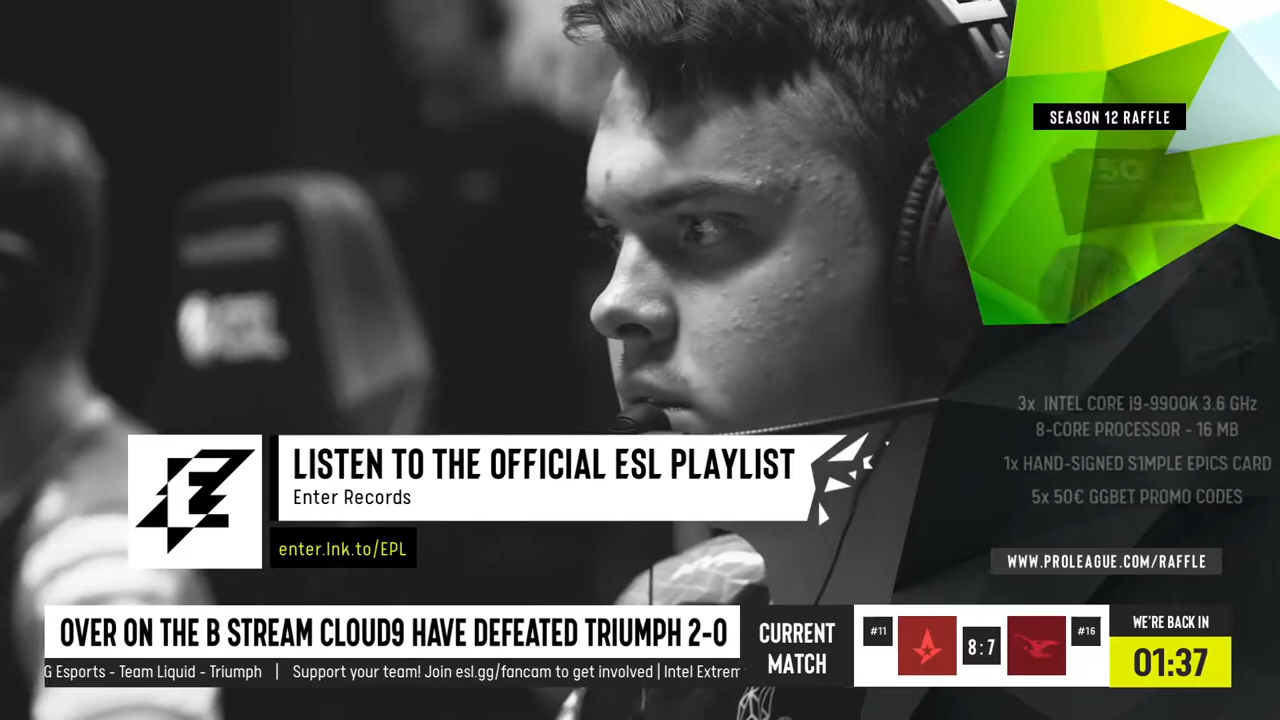 SEASON 12 RAFFLE
5G
3x INTEL CORE i9-9900K 3.6 GHz
8-CORE PROCESSOR - 16 MB
1x HAND-SIGNED S1MPLE EPICS CARD
5x 50€ GGBET PROMO CODES
WWW.PROLEAGUE.COM/RAFFLE
ESL
LISTEN TO THE OFFICIAL ESL PLAYLIST
Enter Records
enter.lnk.to/EPL
OVER ON THE B STREAM CLOUD9 HAVE DEFEATED TRIUMPH 2-0
G Esports - Team Liquid - Triumph | Support your team! Join esl.gg/fancam to get involved | Intel Extrem
CURRENT
MATCH
#11
8:7
#16
WE'RE BACK IN
01:37